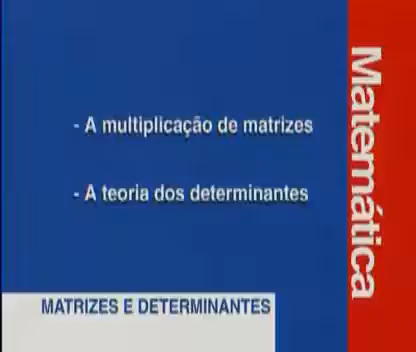 - A multiplicação de matrizes
- A teoria dos determinantes
MATRIZES E DETERMINANTES
Matemática